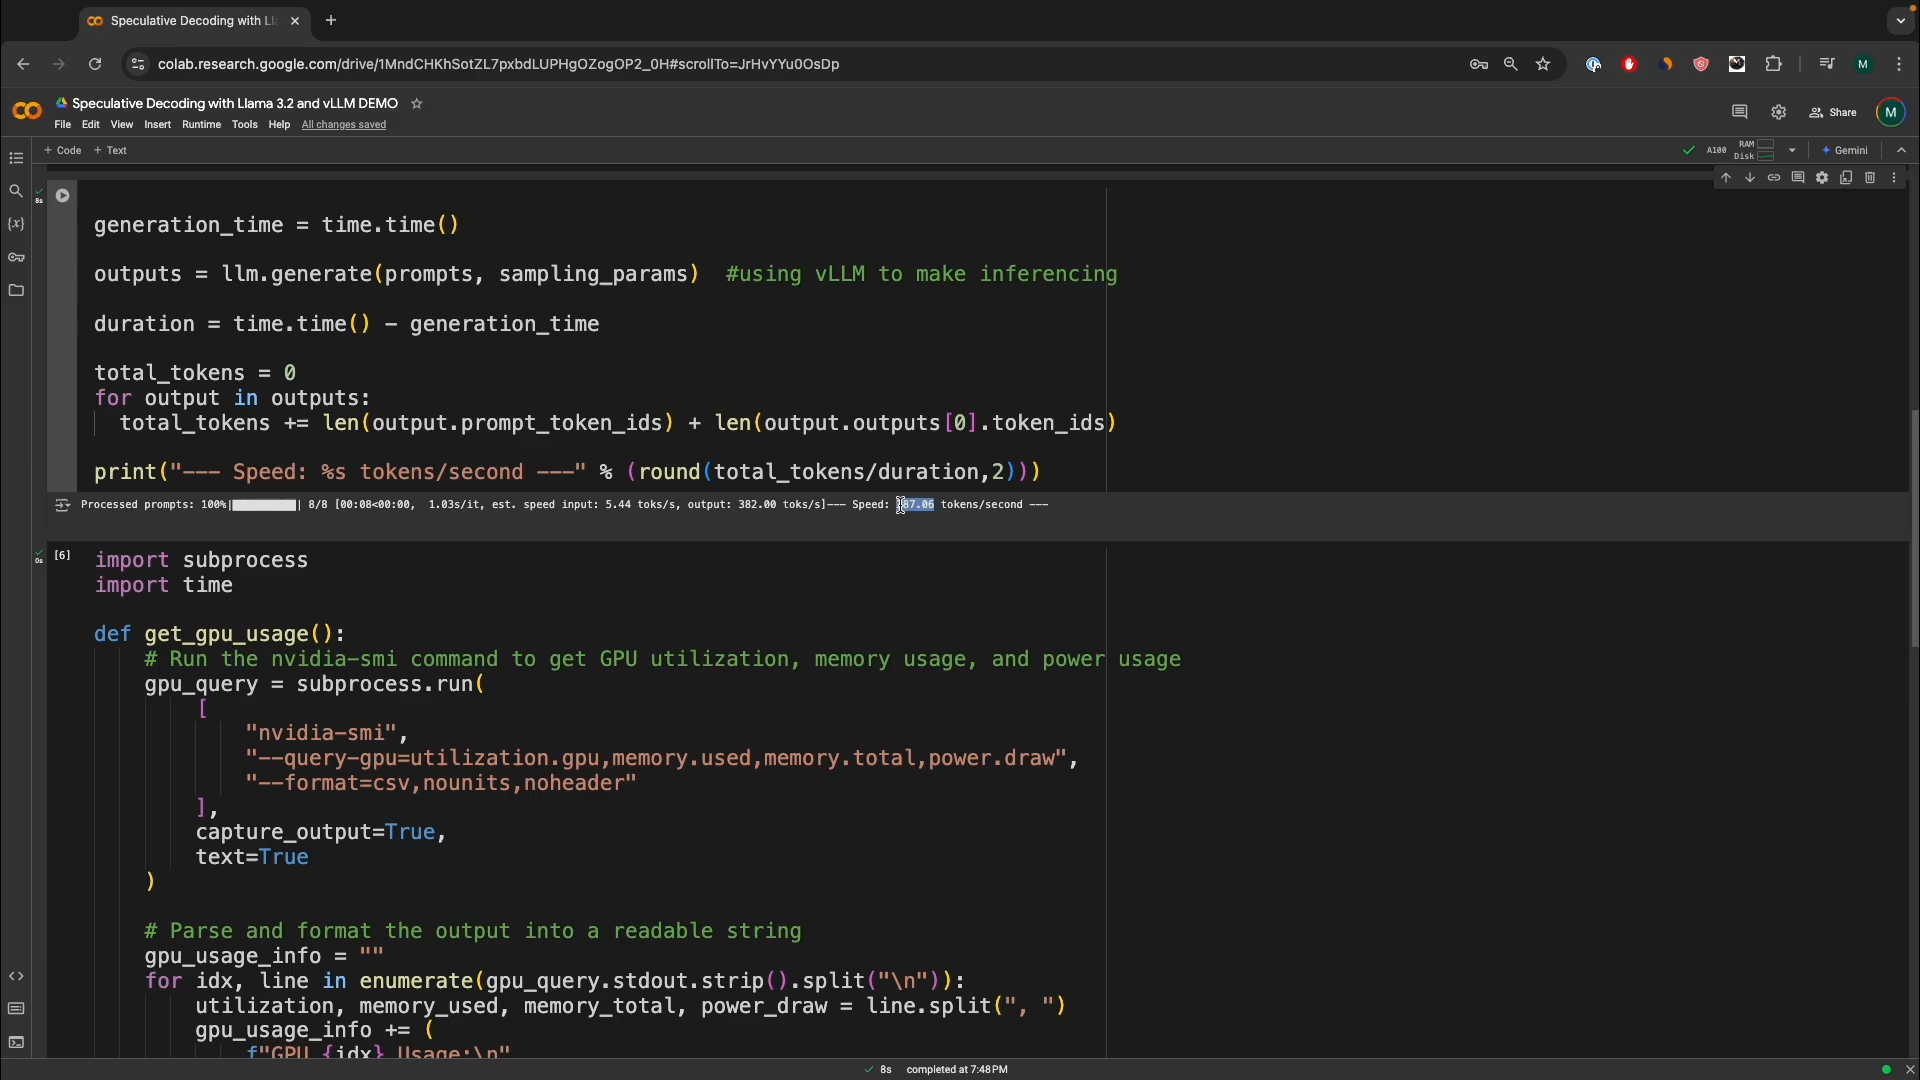 Speculative Decoding with Ll
colab.research.google.com/drive/1MndCHKhSotZL7pxbdLUPHgOZogOP2_0H#scrollTo=JrHvYYu0OsDp
M
Speculative Decoding with Llama 3.2 and vLLM DEMO
Share
M
File Edit View Insert Runtime Tools Help All changes saved
+ Code + Text
A100 RAM Disk
Gemini
8s
generation_time = time.time()
outputs = llm.generate(prompts, sampling_params)  #using vLLM to make inferencing
duration = time.time() - generation_time
total_tokens = 0
for output in outputs:
  total_tokens += len(output.prompt_token_ids) + len(output.outputs[0].token_ids)
print("--- Speed: %s tokens/second ---" % (round(total_tokens/duration,2)))
Processed prompts: 100%| | 8/8 [00:08<00:00,  1.03s/it, est. speed input: 5.44 toks/s, output: 382.00 toks/s]--- Speed: 87.06 tokens/second ---
0s
[6] import subprocess
import time
def get_gpu_usage():
    # Run the nvidia-smi command to get GPU utilization, memory usage, and power usage
    gpu_query = subprocess.run(
        [
            "nvidia-smi",
            "--query-gpu=utilization.gpu,memory.used,memory.total,power.draw",
            "--format=csv,nounits,noheader"
        ],
        capture_output=True,
        text=True
    )
    # Parse and format the output into a readable string
    gpu_usage_info = ""
    for idx, line in enumerate(gpu_query.stdout.strip().split("\n")):
        utilization, memory_used, memory_total, power_draw = line.split(", ")
        gpu_usage_info += (
            f"GPU {idx} Usage:\n"
8s completed at 7:48 PM